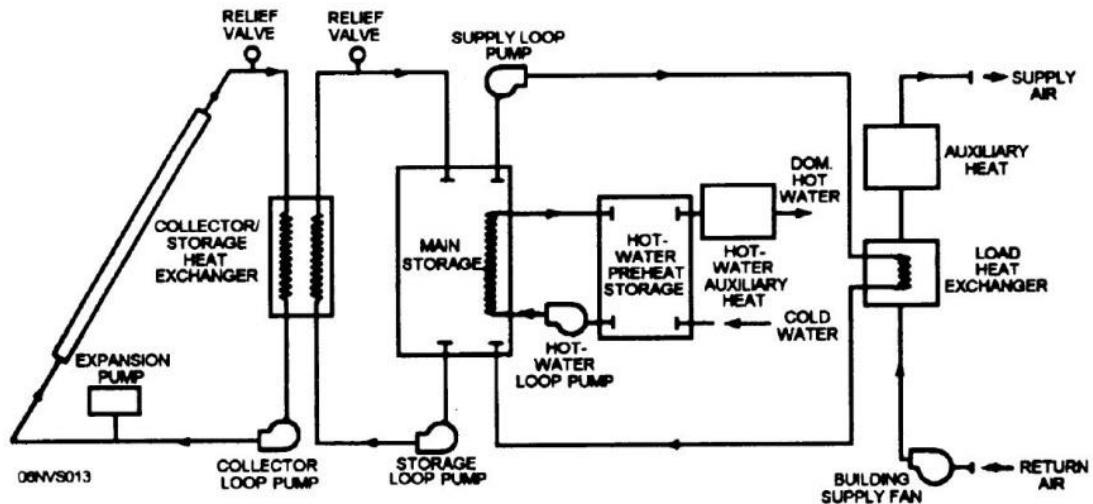 RELIEF
VALVE
RELIEF
VALVE
SUPPLY LOOP
PUMP
SUPPLY
AIR
AUXILIARY
HEAT
DOM.
HOT
WATER
COLLECTOR/
STORAGE
HEAT
EXCHANGER
MAIN
STORAGE
HOT-
WATER
PREHEAT
STORAGE
HOT-
WATER
AUXILIARY
HEAT
LOAD
HEAT
EXCHANGER
COLD
WATER
HOT-
WATER
LOOP PUMP
EXPANSION
PUMP
08NVS013
COLLECTOR
LOOP PUMP
STORAGE
LOOP PUMP
BUILDING
SUPPLY FAN
RETURN
AIR